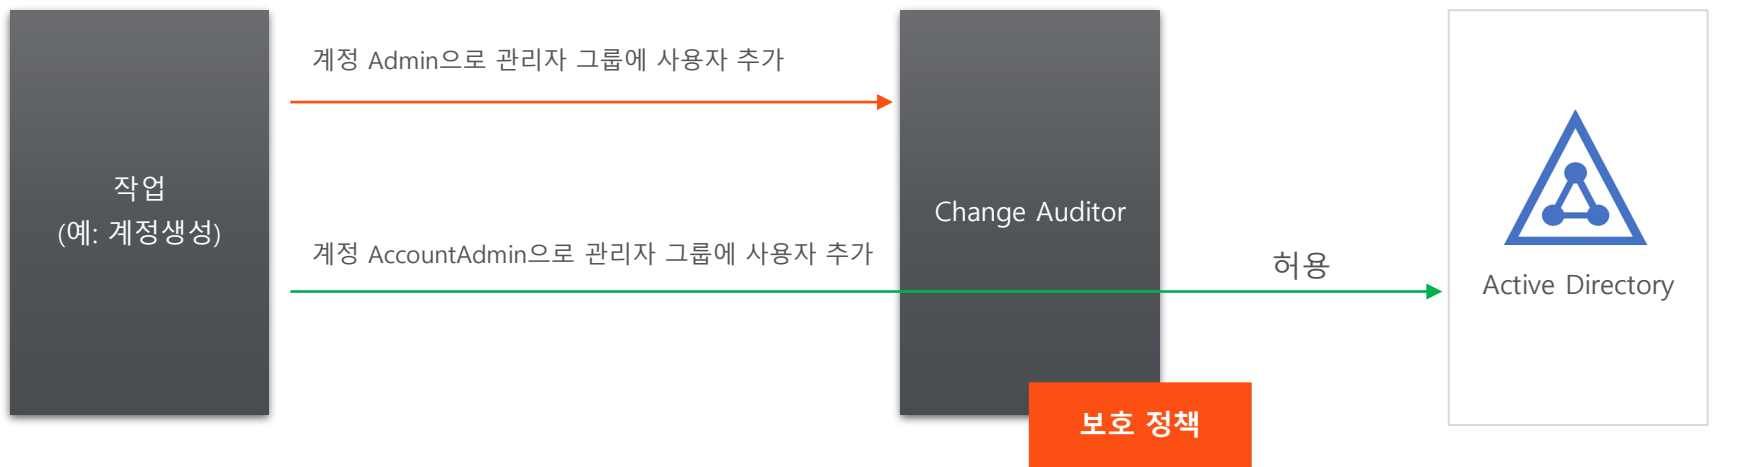 계정 Admin으로 관리자 그룹에 사용자 추가
작업
(예: 계정생성)
Change Auditor
계정 AccountAdmin으로 관리자 그룹에 사용자 추가
허용
Active Directory
보호 정책